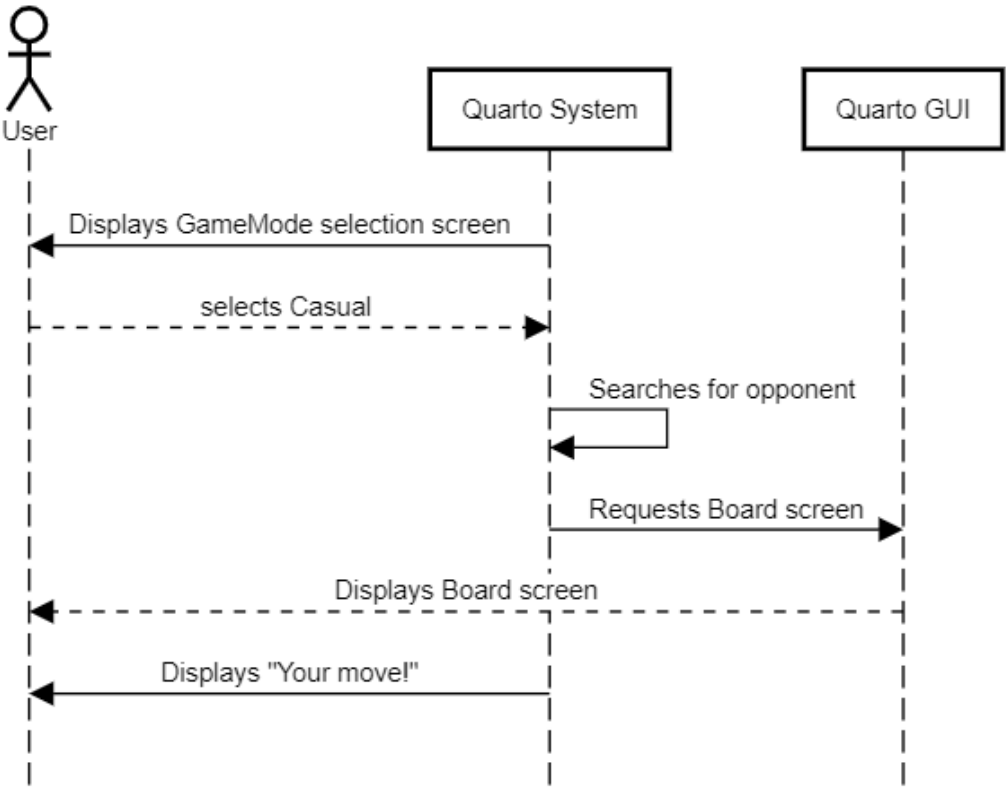 User
Quarto System
Quarto GUI
Displays GameMode selection screen
selects Casual
Searches for opponent
Requests Board screen
Displays Board screen
Displays "Your move!"